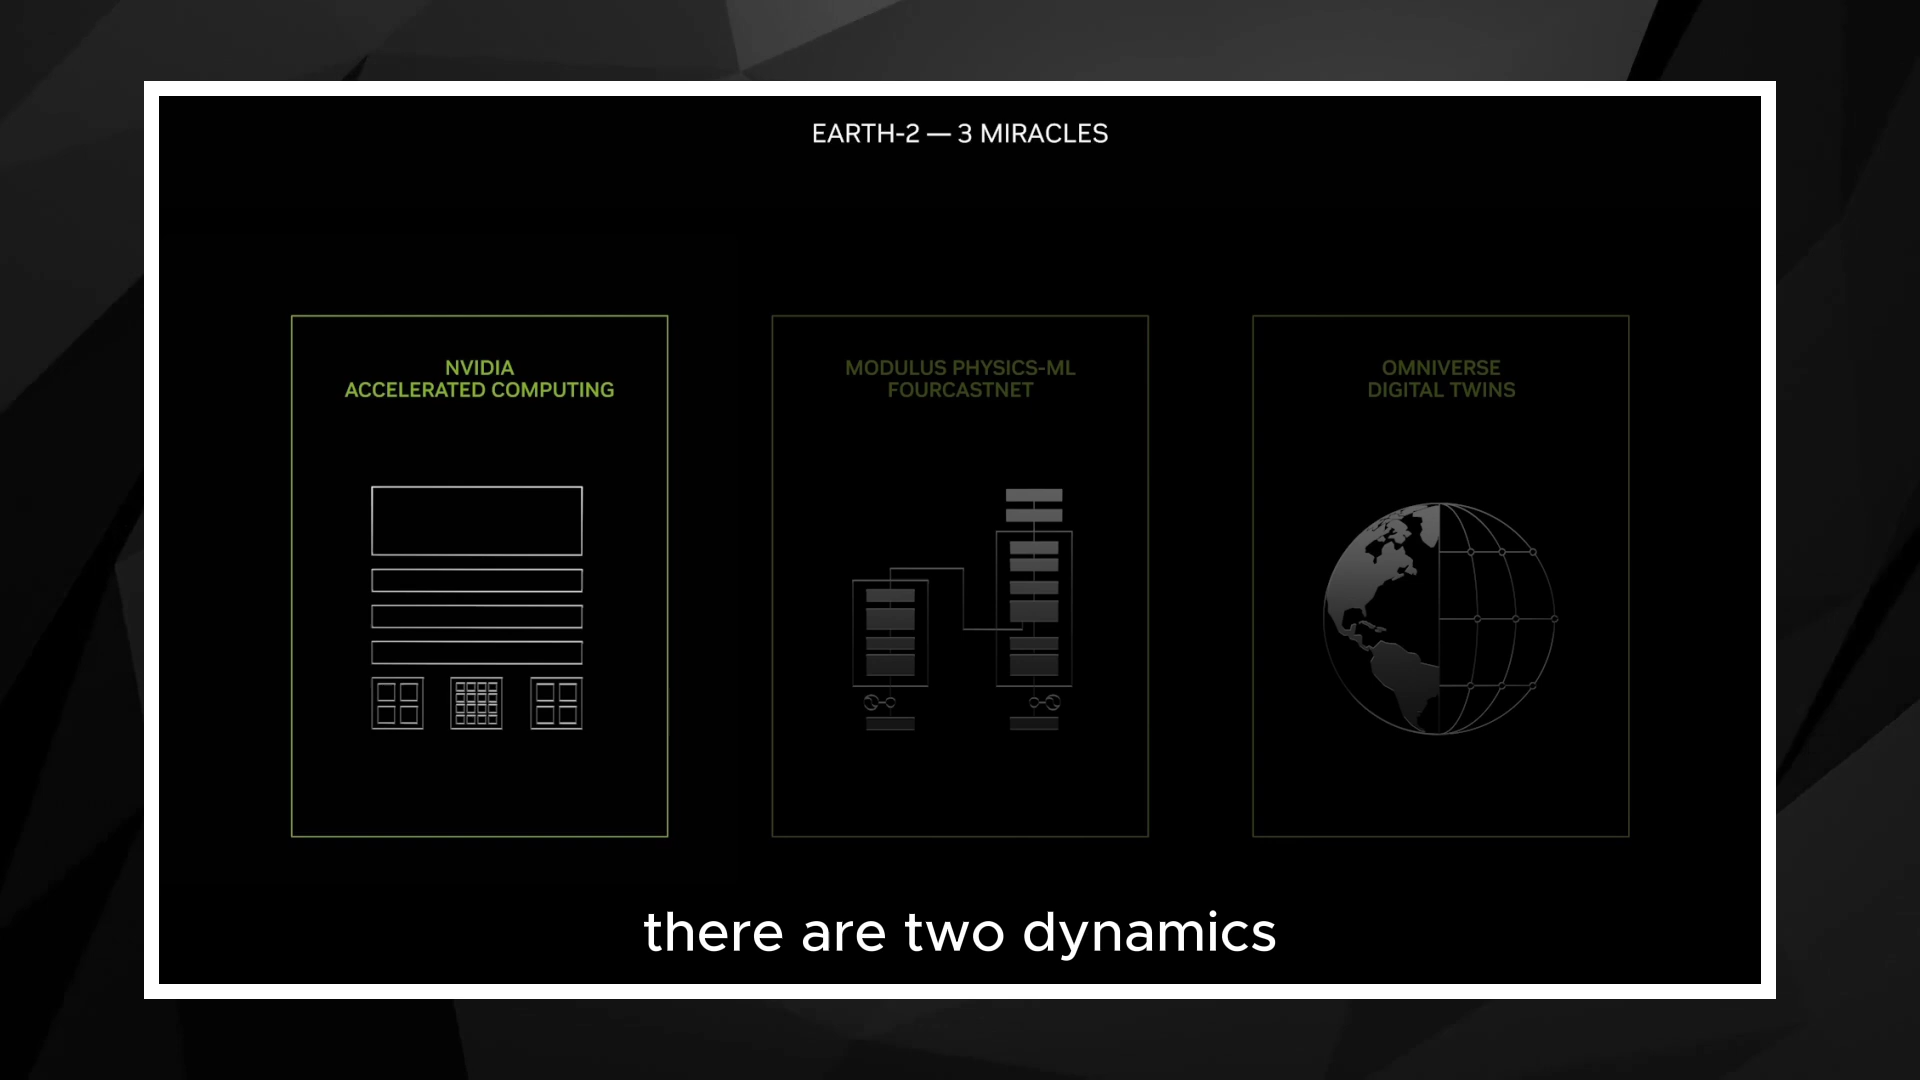 EARTH-2 — 3 MIRACLES
NVIDIA
ACCELERATED COMPUTING
MODULUS PHYSICS-ML
FOURCASTNET
OMNIVERSE
DIGITAL TWINS
there are two dynamics